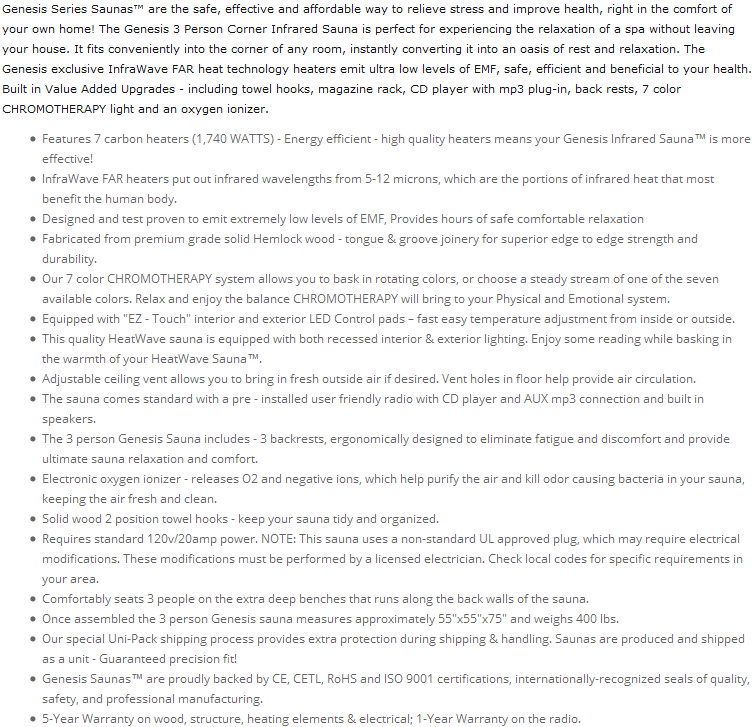 Genesis Series Saunas™ are the safe, effective and affordable way to relieve stress and improve health, right in the comfort of
your own home! The Genesis 3 Person Corner Infrared Sauna is perfect for experiencing the relaxation of a spa without leaving
your house. It fits conveniently into the corner of any room, instantly converting it into an oasis of rest and relaxation. The
Genesis exclusive InfraWave FAR heat technology heaters emit ultra low levels of EMF, safe, efficient and beneficial to your health.
Built in Value Added Upgrades - including towel hooks, magazine rack, CD player with mp3 plug-in, back rests, 7 color
CHROMOTHERAPY light and an oxygen ionizer.
• Features 7 carbon heaters (1,740 WATTS) - Energy efficient - high quality heaters means your Genesis Infrared Sauna™ is more
effective!
• InfraWave FAR heaters put out infrared wavelengths from 5-12 microns, which are the portions of infrared heat that most
benefit the human body.
• Designed and test proven to emit extremely low levels of EMF, Provides hours of safe comfortable relaxation
• Fabricated from premium grade solid Hemlock wood - tongue & groove joinery for superior edge to edge strength and
durability.
• Our 7 color CHROMOTHERAPY system allows you to bask in rotating colors, or choose a steady stream of one of the seven
available colors. Relax and enjoy the balance CHROMOTHERAPY will bring to your Physical and Emotional system.
• Equipped with "EZ - Touch" interior and exterior LED Control pads – fast easy temperature adjustment from inside or outside.
• This quality HeatWave sauna is equipped with both recessed interior & exterior lighting. Enjoy some reading while basking in
the warmth of your HeatWave Sauna™.
• Adjustable ceiling vent allows you to bring in fresh outside air if desired. Vent holes in floor help provide air circulation.
• The sauna comes standard with a pre - installed user friendly radio with CD player and AUX mp3 connection and built in
speakers.
• The 3 person Genesis Sauna includes - 3 backrests, ergonomically designed to eliminate fatigue and discomfort and provide
ultimate sauna relaxation and comfort.
• Electronic oxygen ionizer - releases O2 and negative ions, which help purify the air and kill odor causing bacteria in your sauna,
keeping the air fresh and clean.
• Solid wood 2 position towel hooks - keep your sauna tidy and organized.
• Requires standard 120v/20amp power. NOTE: This sauna uses a non-standard UL approved plug, which may require electrical
modifications. These modifications must be performed by a licensed electrician. Check local codes for specific requirements in
your area.
• Comfortably seats 3 people on the extra deep benches that runs along the back walls of the sauna.
• Once assembled the 3 person Genesis sauna measures approximately 55"x55"x75" and weighs 400 lbs.
• Our special Uni-Pack shipping process provides extra protection during shipping & handling. Saunas are produced and shipped
as a unit - Guaranteed precision fit!
• Genesis Saunas™ are proudly backed by CE, CETL, RoHS and ISO 9001 certifications, internationally-recognized seals of quality,
safety, and professional manufacturing.
• 5-Year Warranty on wood, structure, heating elements & electrical; 1-Year Warranty on the radio.